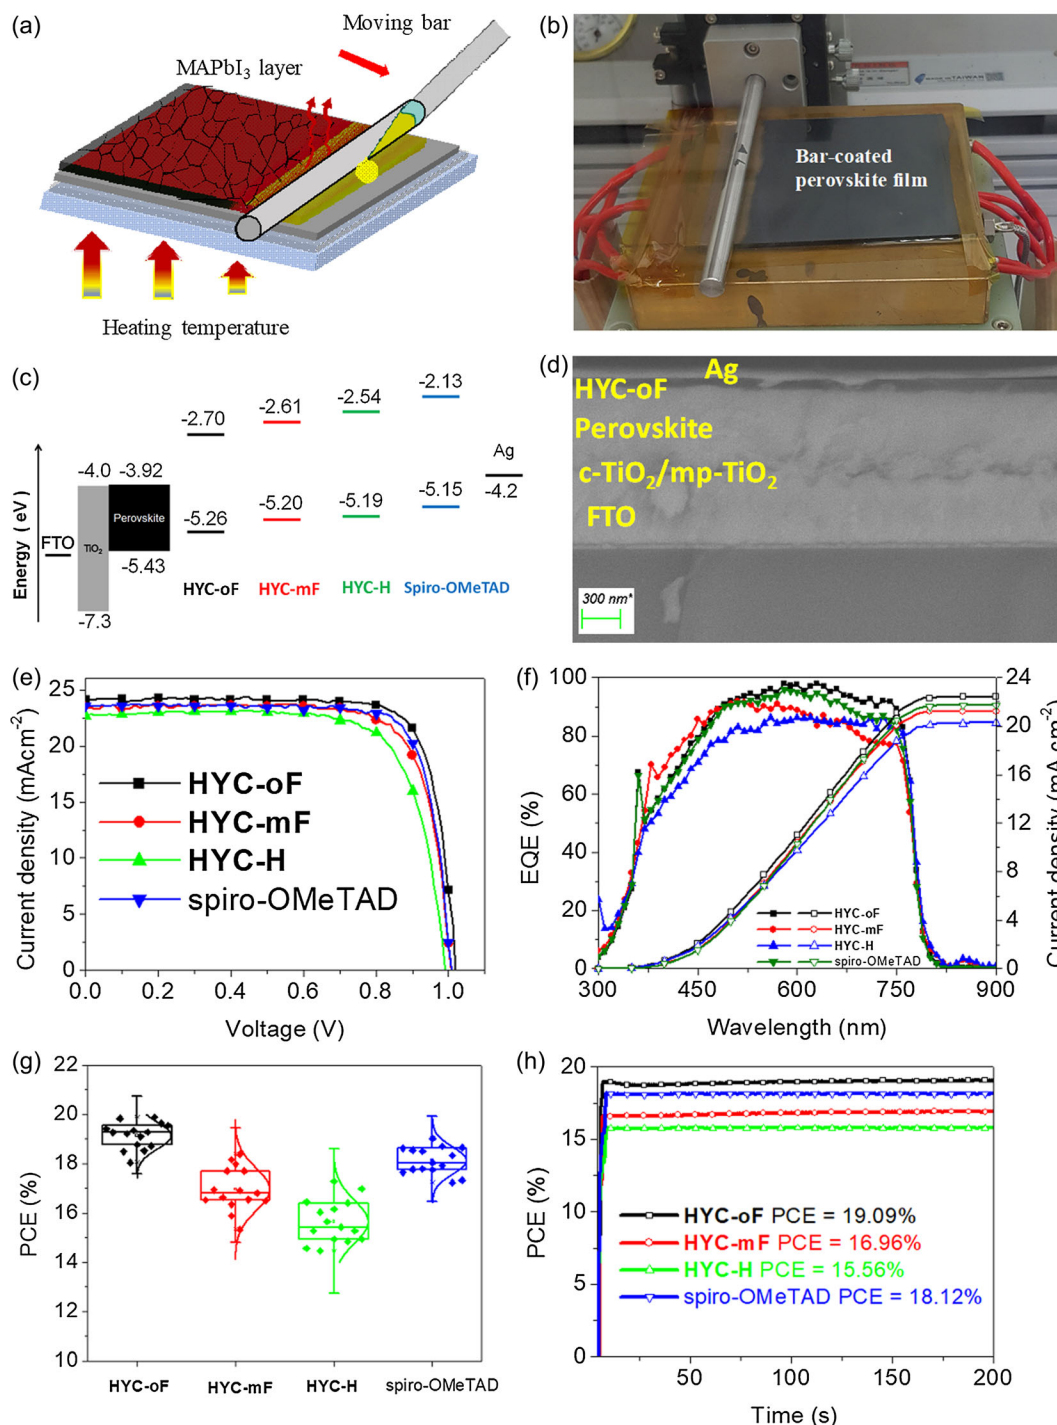 (a)
Moving bar
MAPbI₃ layer
Heating temperature
(b)
Bar-coated
perovskite film
(c)
Energy ( eV)
FTO
-4.0
TiO₂
-7.3
-3.92
Perovskite
-5.43
-2.70
-5.26
HYC-oF
-2.61
-5.20
HYC-mF
-2.54
-5.19
HYC-H
-2.13
-5.15
Spiro-OMeTAD
Ag
-4.2
(d)
Ag
HYC-oF
Perovskite
c-TiO₂/mp-TiO₂
FTO
300 nm*
(e)
Current density (mAcm⁻²)
25
20
15
10
5
0
HYC-oF
HYC-mF
HYC-H
spiro-OMeTAD
0.0 0.2 0.4 0.6 0.8 1.0
Voltage (V)
(f)
EQE (%)
100
80
60
40
20
0
HYC-oF
HYC-mF
HYC-H
spiro-OMeTAD
24
20
16
12
8
4
0
Current density (mA cm⁻²)
300 450 600 750 900
Wavelength (nm)
(g)
PCE (%)
22
20
18
16
14
12
10
HYC-oF HYC-mF HYC-H spiro-OMeTAD
(h)
PCE (%)
20
15
10
5
0
HYC-oF PCE = 19.09%
HYC-mF PCE = 16.96%
HYC-H PCE = 15.56%
spiro-OMeTAD PCE = 18.12%
50 100 150 200
Time (s)